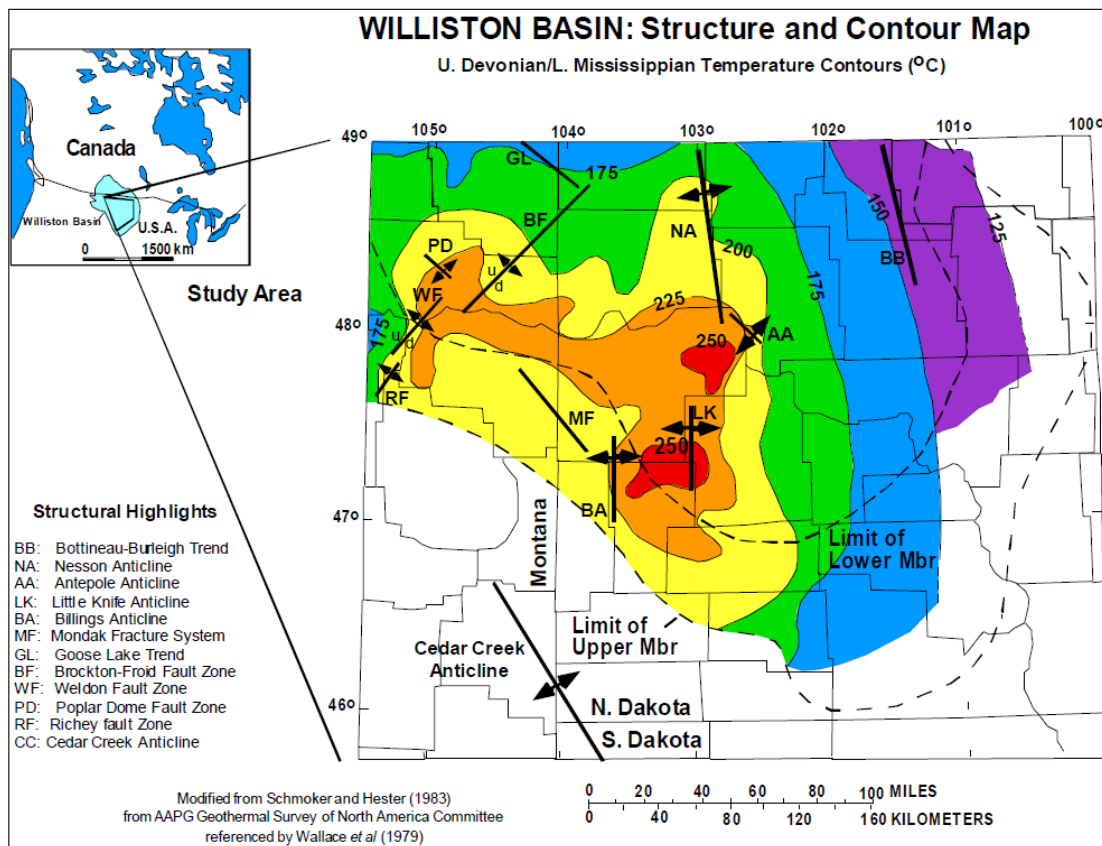 WILLISTON BASIN: Structure and Contour Map
U. Devonian/L. Mississippian Temperature Contours (°C)
Canada
Williston Basin
U.S.A.
0 1500 km
Study Area
49°
105°
104°
103°
102°
101°
100°
GL
175
BF
NA
150
125
BB
PD
u
d
200
WF
225
175
48°
175
u
d
250
AA
RF
MF
LK
250
BA
47°
Montana
Limit of
Lower Mbr
Limit of
Upper Mbr
Cedar Creek
Anticline
46°
N. Dakota
S. Dakota
Structural Highlights
BB: Bottineau-Burleigh Trend
NA: Nesson Anticline
AA: Antepole Anticline
LK: Little Knife Anticline
BA: Billings Anticline
MF: Mondak Fracture System
GL: Goose Lake Trend
BF: Brockton-Froid Fault Zone
WF: Weldon Fault Zone
PD: Poplar Dome Fault Zone
RF: Richey fault Zone
CC: Cedar Creek Anticline
Modified from Schmoker and Hester (1983)
from AAPG Geothermal Survey of North America Committee
referenced by Wallace et al (1979)
0 20 40 60 80 100 MILES
0 40 80 120 160 KILOMETERS